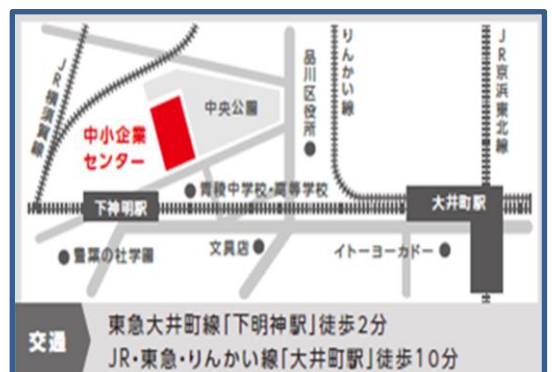 JR横須賀線
中小企業
センター
中央公園
品川区役所
りんかい線
JR京浜東北線
下神明駅
青稜中学校・高等学校
大井町駅
豊葉の杜学園
文具店
イトーヨーカドー
交通
東急大井町線「下明神駅」徒歩2分
JR・東急・りんかい線「大井町駅」徒歩10分